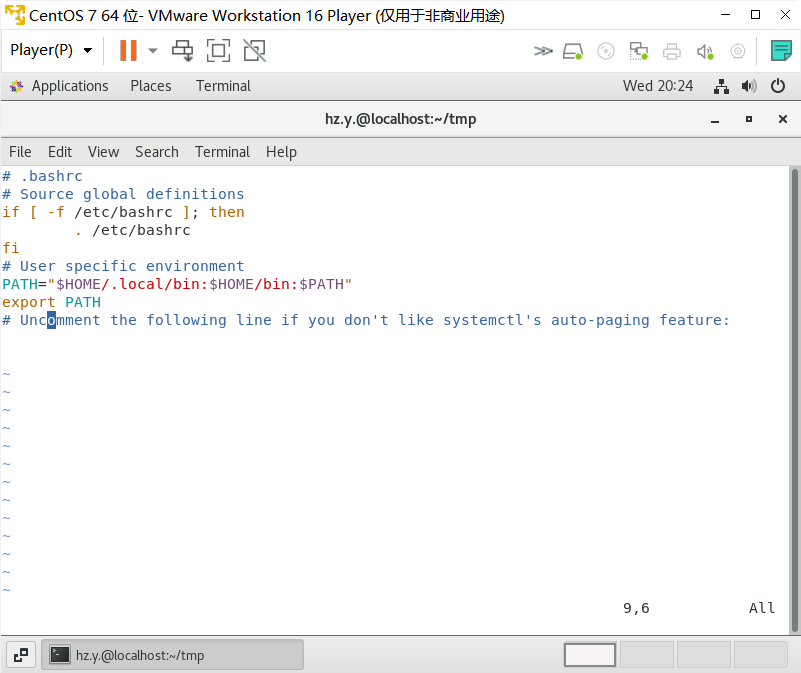 CentOS 7 64 位- VMware Workstation 16 Player (仅用于非商业用途)
Player(P)
Applications Places Terminal Wed 20:24
hz.y.@localhost:~/tmp
File Edit View Search Terminal Help
# .bashrc
# Source global definitions
if [ -f /etc/bashrc ]; then
        . /etc/bashrc
fi
# User specific environment
PATH="$HOME/.local/bin:$HOME/bin:$PATH"
export PATH
# Uncomment the following line if you don't like systemctl's auto-paging feature:
~
~
~
~
~
~
~
~
~
~
~
~
~
9,6 All
hz.y.@localhost:~/tmp